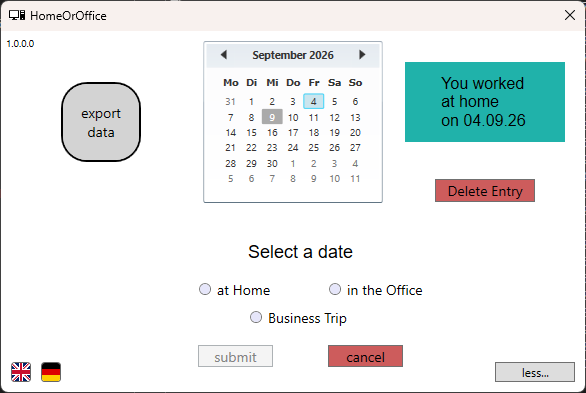 HomeOrOffice
1.0.0.0
export
data
September 2026
Mo Di Mi Do Fr Sa So
31 1 2 3 4 5 6
7 8 9 10 11 12 13
14 15 16 17 18 19 20
21 22 23 24 25 26 27
28 29 30 1 2 3 4
5 6 7 8 9 10 11
You worked
at home
on 04.09.26
Delete Entry
Select a date
at Home in the Office
Business Trip
submit cancel
less...